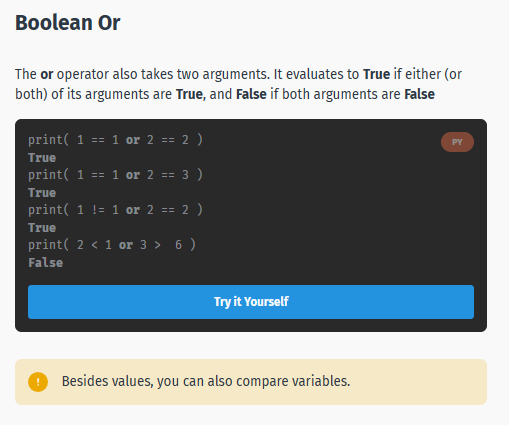 Boolean Or
The or operator also takes two arguments. It evaluates to True if either (or
both) of its arguments are True, and False if both arguments are False
print( 1 == 1 or 2 == 2 )
PY
True
print( 1 == 1 or 2 == 3 )
True
print( 1 != 1 or 2 == 2 )
True
print( 2 < 1 or 3 >  6 )
False
Try it Yourself
! Besides values, you can also compare variables.